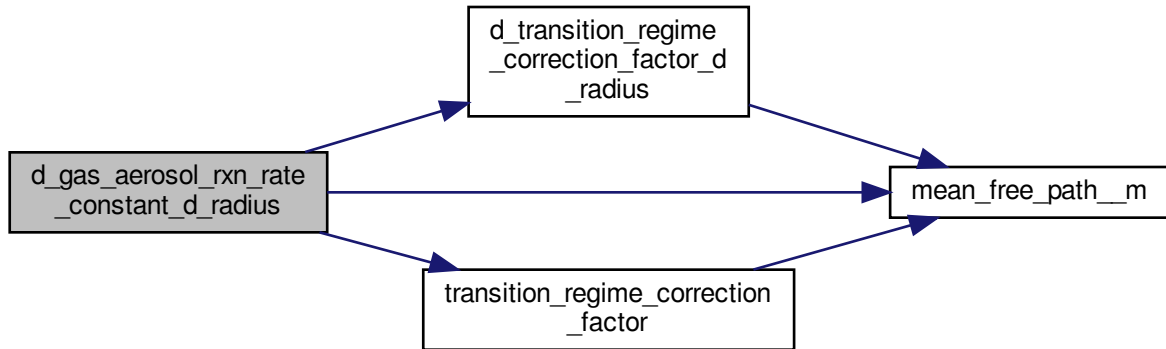 d_transition_regime
_correction_factor_d
_radius
d_gas_aerosol_rxn_rate
_constant_d_radius
mean_free_path__m
transition_regime_correction
_factor